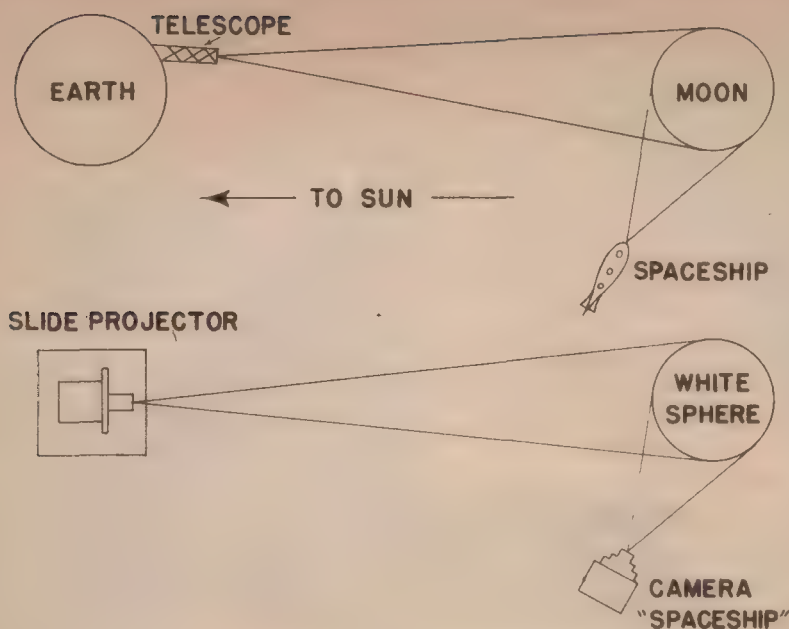 TELESCOPE
EARTH
MOON
TO SUN
SPACESHIP
SLIDE PROJECTOR
WHITE
SPHERE
CAMERA
"SPACESHIP"